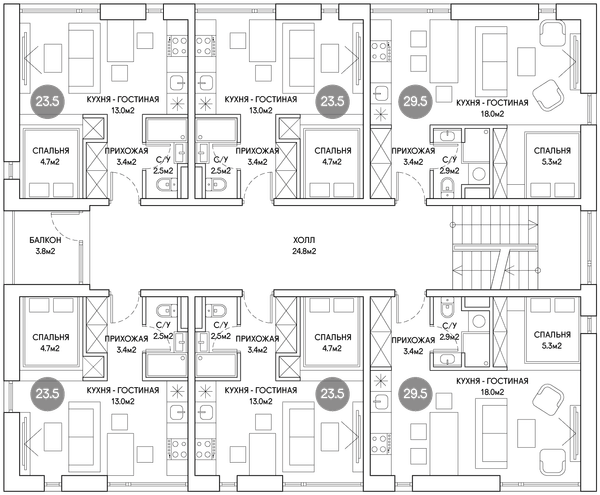 23.5
КУХНЯ - ГОСТИНАЯ
13.0м2
КУХНЯ - ГОСТИНАЯ
13.0м2
23.5
29.5
КУХНЯ - ГОСТИНАЯ
18.0м2
СПАЛЬНЯ
4.7м2
ПРИХОЖАЯ
3.4м2
С/У
2.5м2
С/У
2.5м2
ПРИХОЖАЯ
3.4м2
СПАЛЬНЯ
4.7м2
ПРИХОЖАЯ
3.4м2
С/У
2.9м2
СПАЛЬНЯ
5.3м2
БАЛКОН
3.8м2
ХОЛЛ
24.8м2
СПАЛЬНЯ
4.7м2
ПРИХОЖАЯ
3.4м2
С/У
2.5м2
С/У
2.5м2
ПРИХОЖАЯ
3.4м2
СПАЛЬНЯ
4.7м2
ПРИХОЖАЯ
3.4м2
С/У
2.9м2
СПАЛЬНЯ
5.3м2
23.5
КУХНЯ - ГОСТИНАЯ
13.0м2
КУХНЯ - ГОСТИНАЯ
13.0м2
23.5
29.5
КУХНЯ - ГОСТИНАЯ
18.0м2